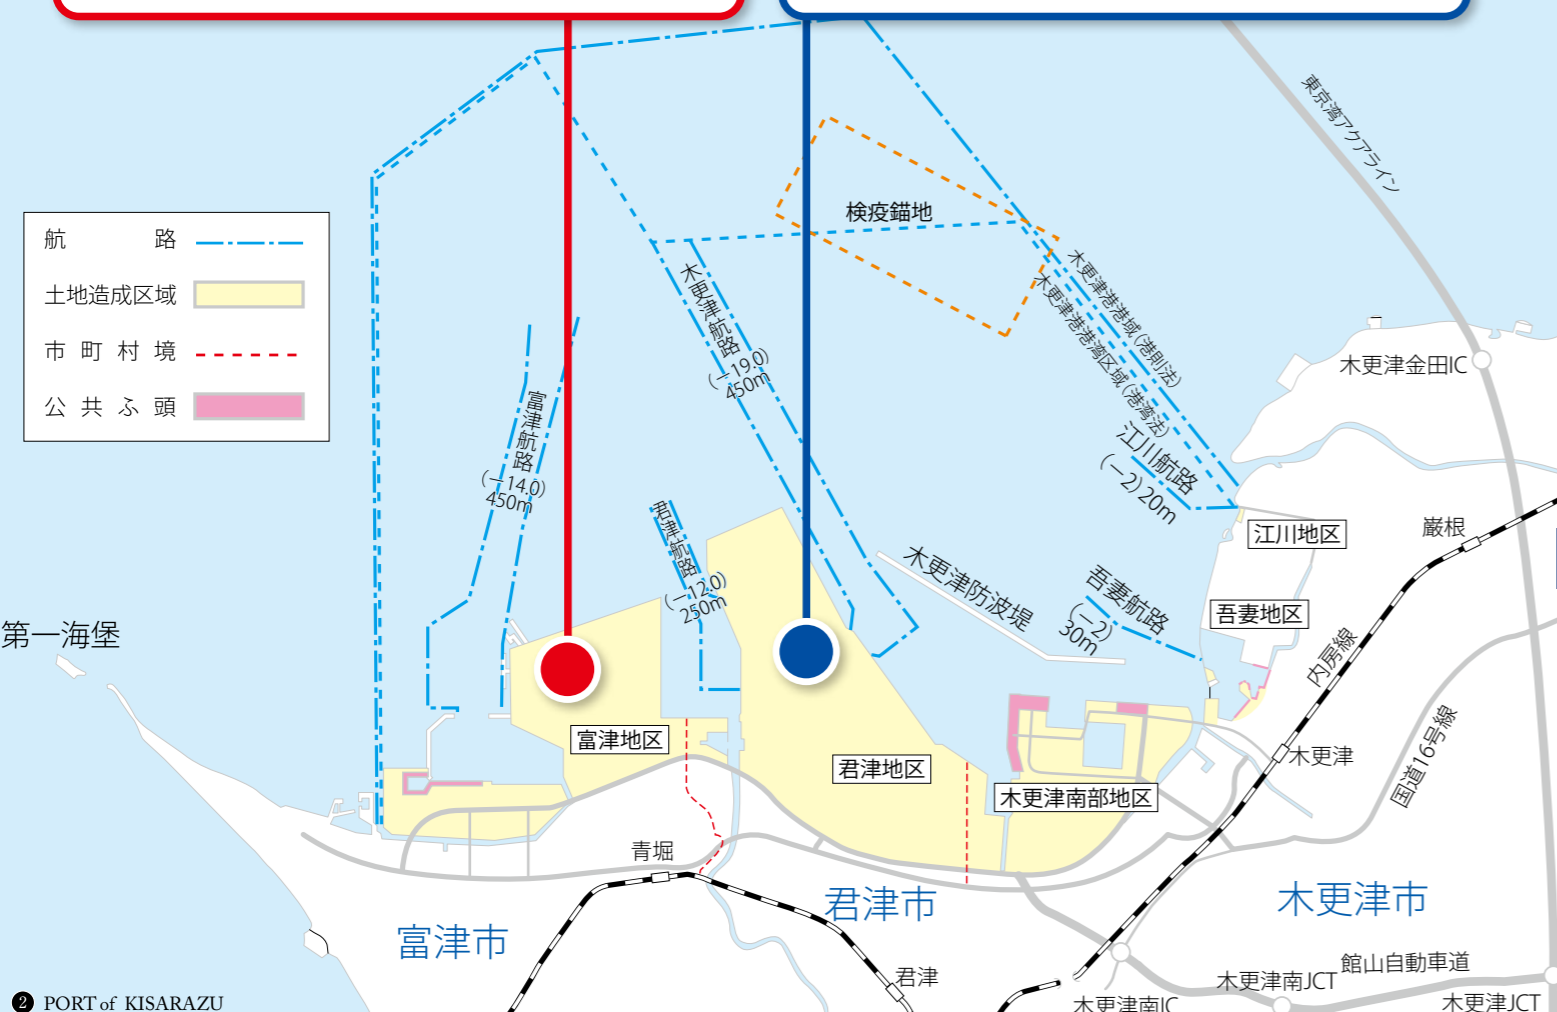 東京湾アクアライン
検疫錨地
航路
土地造成区域
市町村境
公共ふ頭
木更津航路
(－19.0)
450m
木更津港港域(港則法)
木更津港港湾区域(港湾法)
木更津金田IC
富津航路
(－14.0)
450m
江川航路
(－2)20m
君津航路
(－12.0)
250m
江川地区
巌根
木更津防波堤
吾妻航路
(－2)
30m
吾妻地区
第一海堡
内房線
富津地区
君津地区
木更津南部地区
木更津
国道16号線
青堀
君津市
木更津市
富津市
君津
館山自動車道
木更津南JCT
木更津南IC
木更津JCT
2 PORT of KISARAZU